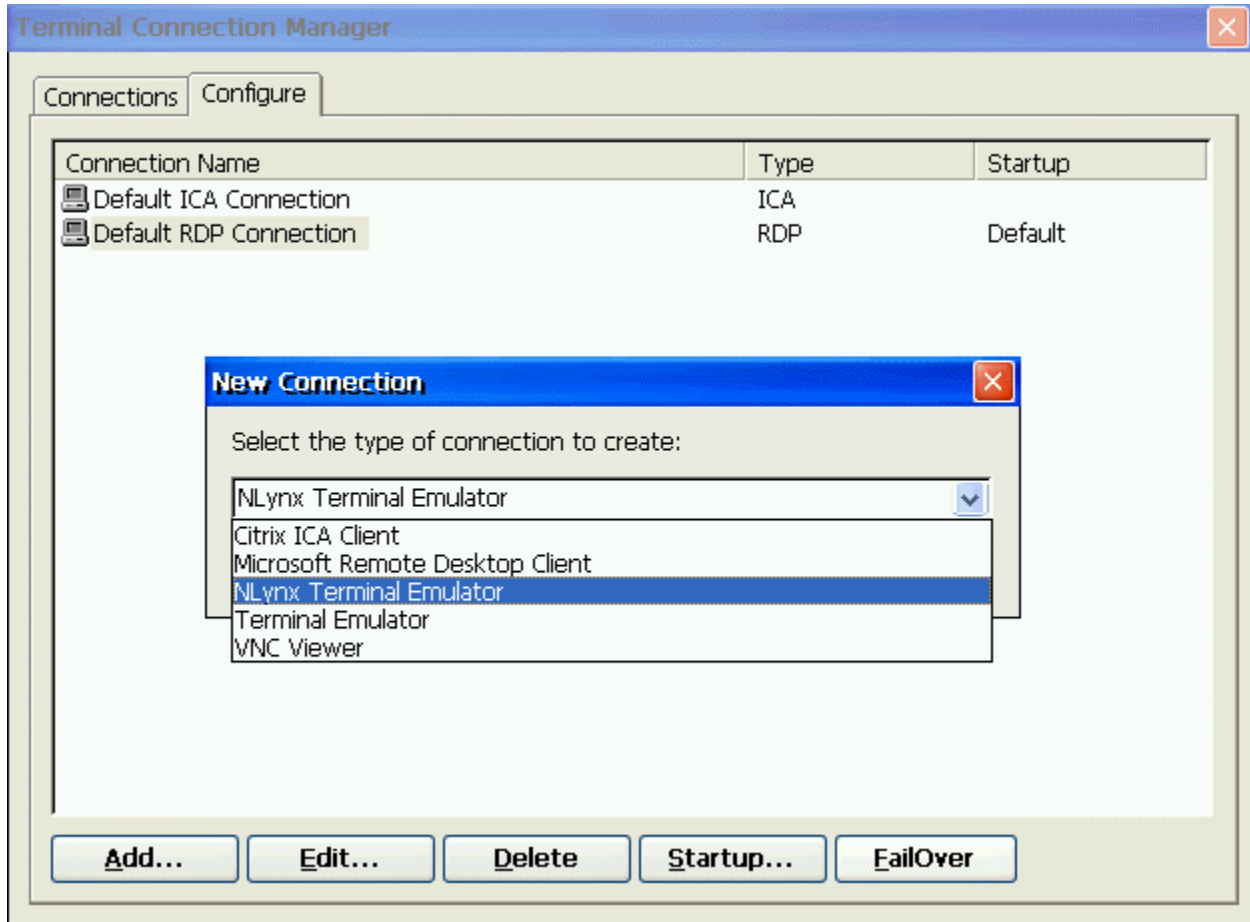 Terminal Connection Manager
Connections Configure
Connection Name Type Startup
Default ICA Connection ICA
Default RDP Connection RDP Default
New Connection
Select the type of connection to create:
NLynx Terminal Emulator
Citrix ICA Client
Microsoft Remote Desktop Client
NLynx Terminal Emulator
Terminal Emulator
VNC Viewer
Add... Edit... Delete Startup... FailOver